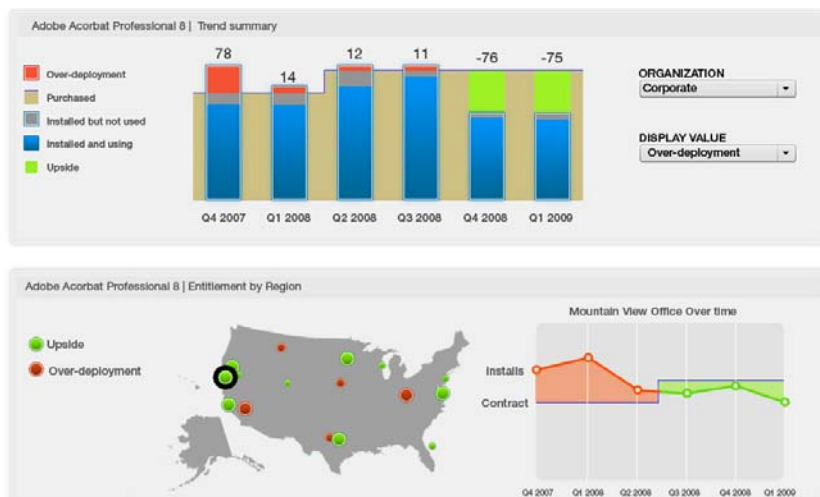 Adobe Acorbat Professional 8 | Trend summary
78
14
12
11
-76
-75
Over-deployment
Purchased
Installed but not used
Installed and using
Upside
ORGANIZATION
Corporate
DISPLAY VALUE
Over-deployment
Q4 2007
Q1 2008
Q2 2008
Q3 2008
Q4 2008
Q1 2009
Adobe Acorbat Professional 8 | Entitlement by Region
Upside
Over-deployment
Mountain View Office Over time
Installs
Contract
Q4 2007
Q1 2008
Q2 2008
Q3 2008
Q4 2008
Q1 2009